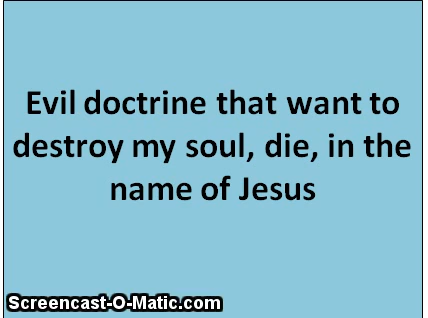 Evil doctrine that want to
destroy my soul, die, in the
name of Jesus
Screencast-O-Matic.com